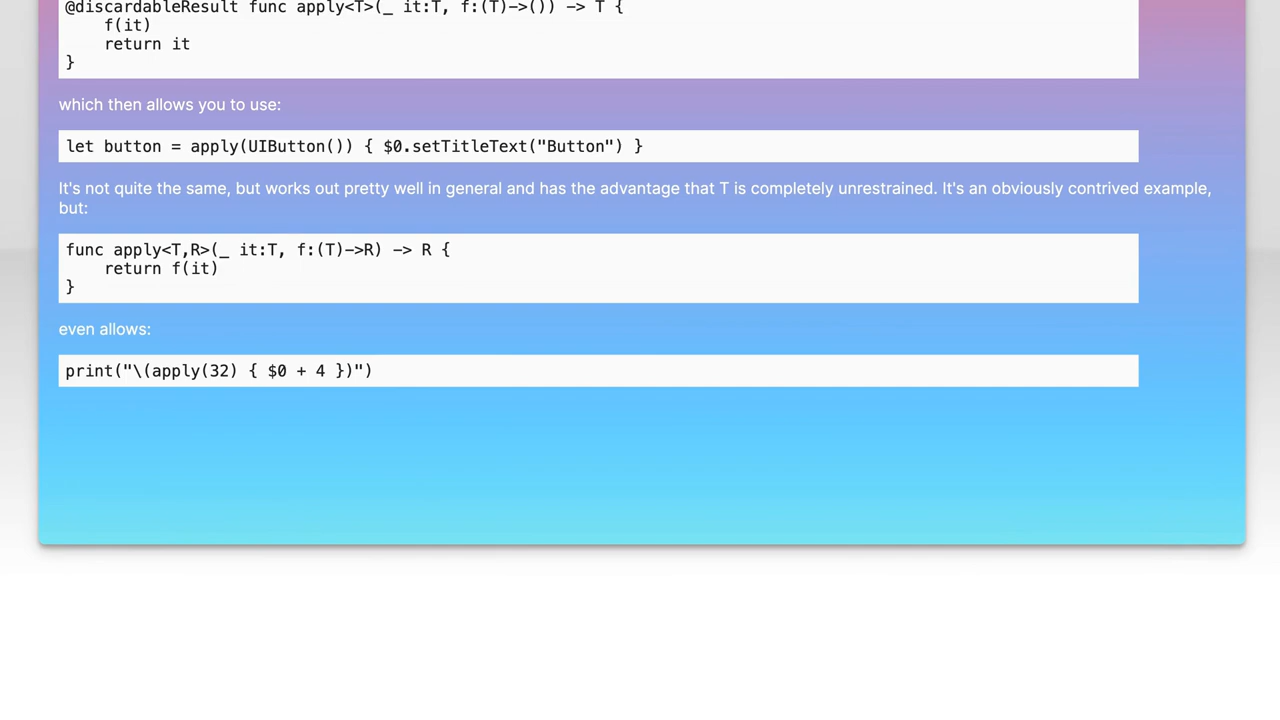 @discardableResult func apply<T>(_ it:T, f:(T)->()) -> T {
    f(it)
    return it
}
which then allows you to use:
let button = apply(UIButton()) { $0.setTitleText("Button") }
It's not quite the same, but works out pretty well in general and has the advantage that T is completely unrestrained. It's an obviously contrived example,
but:
func apply<T,R>(_ it:T, f:(T)->R) -> R {
    return f(it)
}
even allows:
print("\(apply(32) { $0 + 4 })")